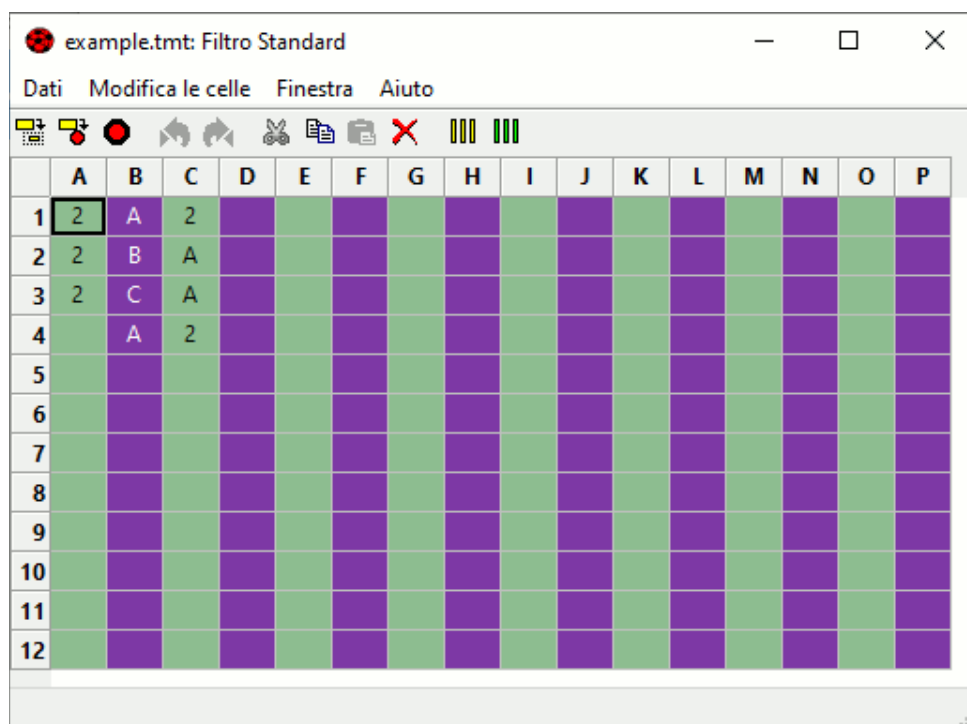 example.tmt: Filtro Standard
Dati Modifica le celle Finestra Aiuto
A B C D E F G H I J K L M N O P
1 2 A 2
2 2 B A
3 2 C A
4 A 2
5
6
7
8
9
10
11
12